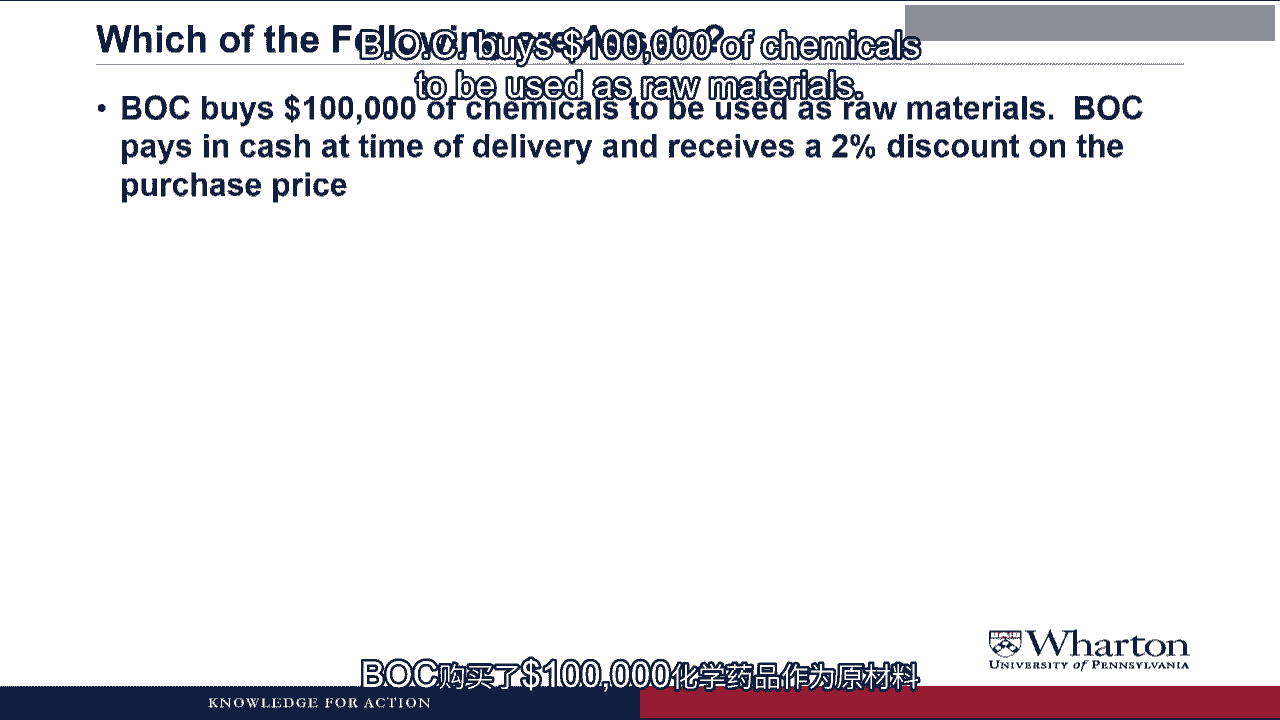 Which of the Following are Assets?
B.O.C. buys $100,000 of chemicals
to be used as raw materials.
• BOC buys $100,000 of chemicals to be used as raw materials. BOC
pays in cash at time of delivery and receives a 2% discount on the
purchase price
Wharton
UNIVERSITY of PENNSYLVANIA
BOC购买了$100,000化学药品作为原材料
KNOWLEDGE FOR ACTION